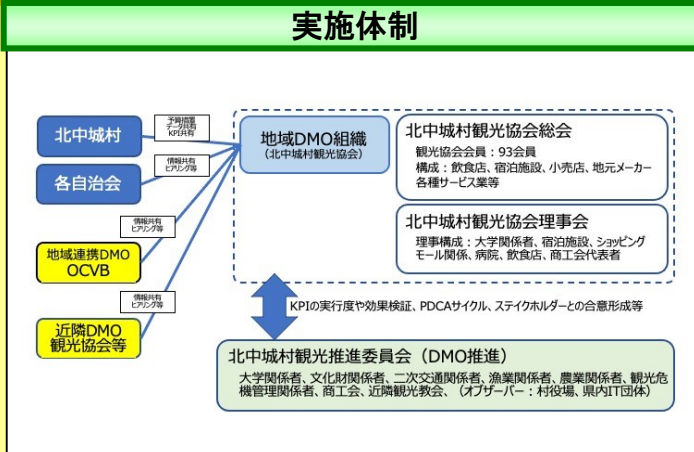 実施体制
北中城村
予算措置
データ共有
KPI共有
地域DMO組織
（北中城村観光協会）
北中城村観光協会総会
観光協会会員：93会員
構成：飲食店、宿泊施設、小売店、地元メーカー
各種サービス業等
各自治会
情報共有
ヒアリング等
北中城村観光協会理事会
理事構成：大学関係者、宿泊施設、ショッピング
モール関係、病院、飲食店、商工会代表者
情報共有
ヒアリング等
地域連携DMO
OCVB
情報共有
ヒアリング等
近隣DMO
観光協会等
KPIの実行度や効果検証、PDCAサイクル、ステイクホルダーとの合意形成等
北中城村観光推進委員会（DMO推進）
大学関係者、文化財関係者、二次交通関係者、漁業関係者、農業関係者、観光危
機管理関係者、商工会、近隣観光教会、（オブザーバー：村役場、県内IT団体）